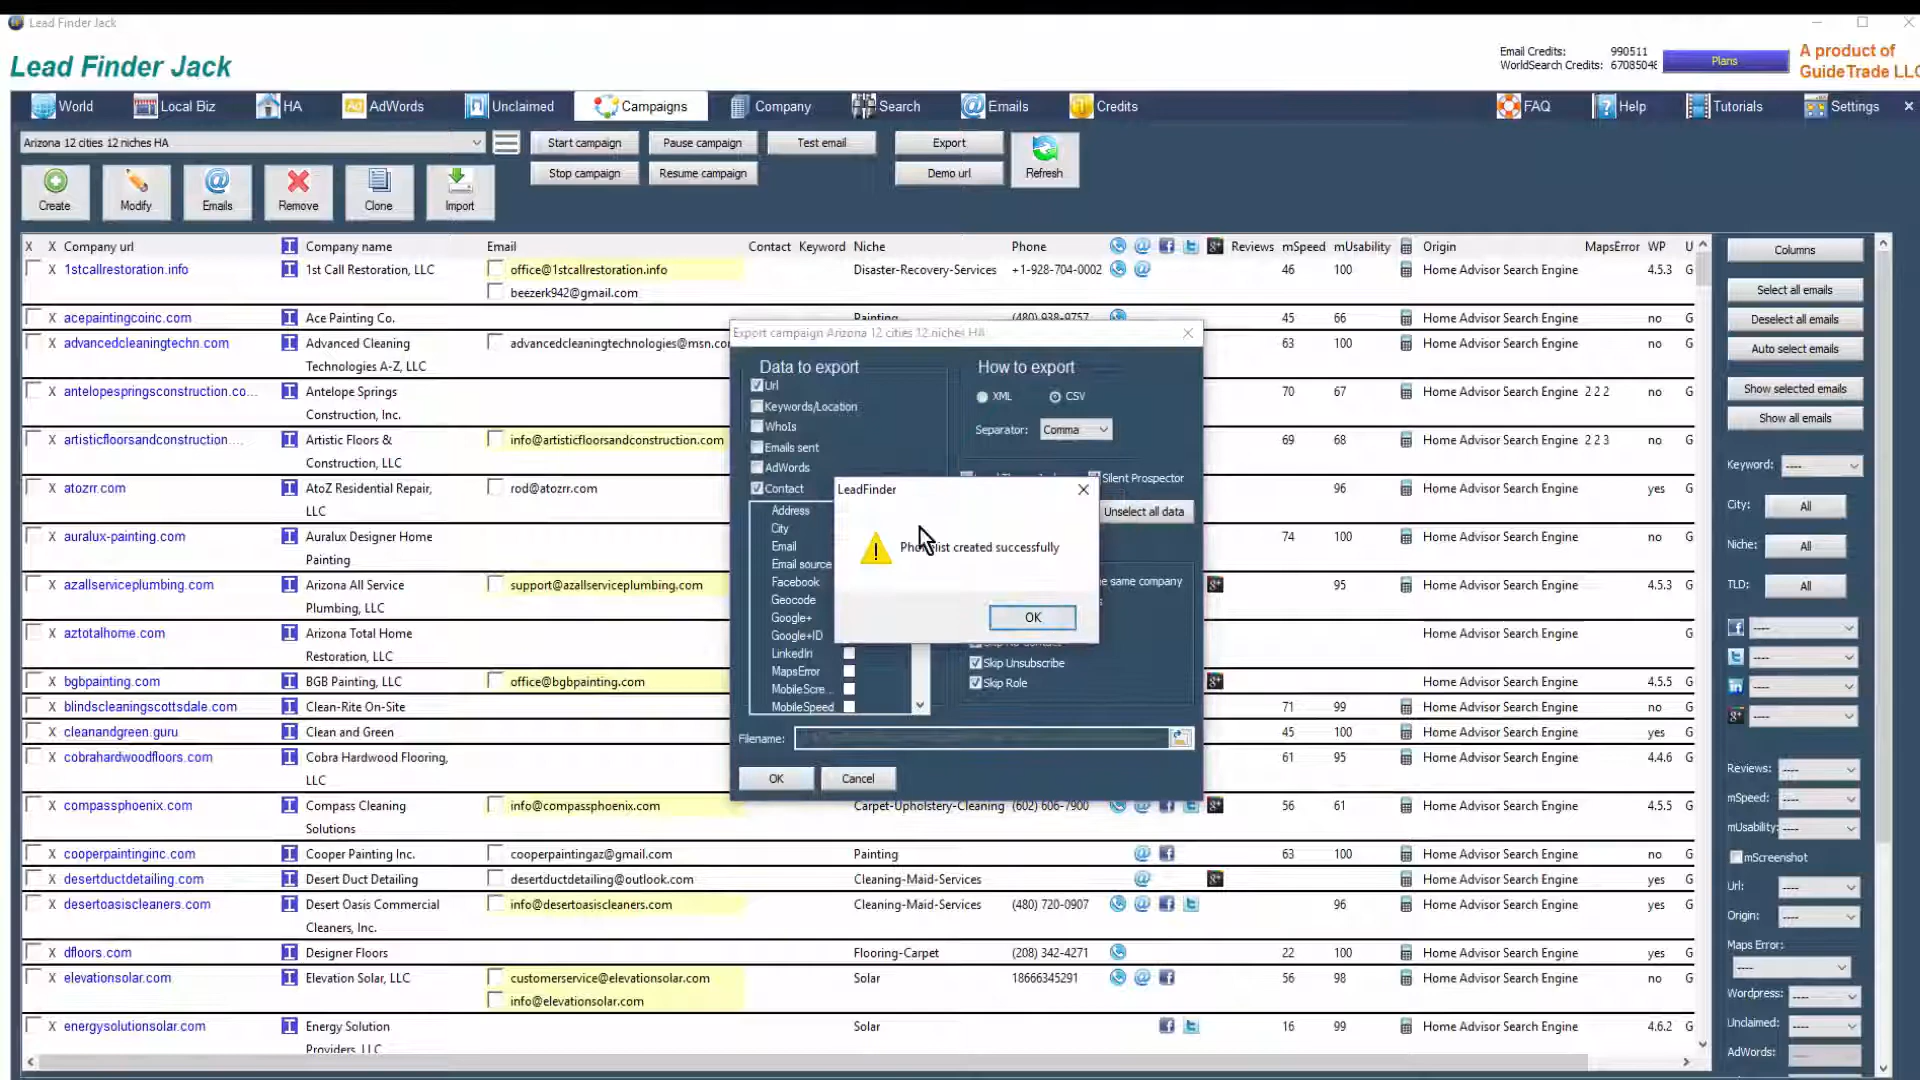 Lead Finder Jack
Lead Finder Jack
Email Credits: 990511
WorldSearch Credits: 6708504
Plans
A product of
GuideTrade LLC
World Local Biz HA AdWords Unclaimed Campaigns Company Search Emails Credits FAQ Help Tutorials Settings
Arizona 12 cities 12 niches HA
Start campaign Pause campaign Test email Export
Stop campaign Resume campaign Demo url Refresh
Create Modify Emails Remove Clone Import
X X Company url Company name Email Contact Keyword Niche Phone Reviews mSpeed mUsability Origin MapsError WP U
X 1stcallrestoration.info 1st Call Restoration, LLC office@1stcallrestoration.info Disaster-Recovery-Services +1-928-704-0002 46 100 Home Advisor Search Engine 4.5.3 G
beezerk942@gmail.com
X acepaintingcoinc.com Ace Painting Co. Painting (480) 938-9757 45 66 Home Advisor Search Engine no G
X advancedcleaningtechn.com Advanced Cleaning advancedcleaningtechnologies@msn.co 63 100 Home Advisor Search Engine no G
Technologies A-Z, LLC
X antelopespringsconstruction.co... Antelope Springs 70 67 Home Advisor Search Engine 2 2 2 no G
Construction, Inc.
X artisticfloorsandconstruction.... Artistic Floors & info@artisticfloorsandconstruction.com 69 68 Home Advisor Search Engine 2 2 3 no G
Construction, LLC
X atozrr.com AtoZ Residential Repair, rod@atozrr.com 96 Home Advisor Search Engine yes G
LLC
X auralux-painting.com Auralux Designer Home 74 100 Home Advisor Search Engine no G
Painting
X azallserviceplumbing.com Arizona All Service support@azallserviceplumbing.com 95 Home Advisor Search Engine 4.5.3 G
Plumbing, LLC
X aztotalhome.com Arizona Total Home Home Advisor Search Engine G
Restoration, LLC
X bgbpainting.com BGB Painting, LLC office@bgbpainting.com Home Advisor Search Engine 4.5.5 G
X blindscleaningscottsdale.com Clean-Rite On-Site 71 99 Home Advisor Search Engine no G
X cleanandgreen.guru Clean and Green 45 100 Home Advisor Search Engine yes G
X cobrahardwoodfloors.com Cobra Hardwood Flooring, 61 95 Home Advisor Search Engine 4.4.6 G
LLC
X compassphoenix.com Compass Cleaning info@compassphoenix.com Carpet-Upholstery-Cleaning (602) 606-7900 56 61 Home Advisor Search Engine 4.5.5 G
Solutions
X cooperpaintinginc.com Cooper Painting Inc. cooperpaintingaz@gmail.com Painting 63 100 Home Advisor Search Engine no G
X desertductdetailing.com Desert Duct Detailing desertductdetailing@outlook.com Cleaning-Maid-Services Home Advisor Search Engine yes G
X desertoasiscleaners.com Desert Oasis Commercial info@desertoasiscleaners.com Cleaning-Maid-Services (480) 720-0907 96 Home Advisor Search Engine yes G
Cleaners, Inc.
X dfloors.com Designer Floors Flooring-Carpet (208) 342-4271 22 100 Home Advisor Search Engine yes G
X elevationsolar.com Elevation Solar, LLC customerservice@elevationsolar.com Solar 18666345291 56 98 Home Advisor Search Engine no G
info@elevationsolar.com
X energysolutionsolar.com Energy Solution Solar 16 99 Home Advisor Search Engine 4.6.2 G
Providers, LLC
Export campaign Arizona 12 cities 12 niches HA
Data to export
Url
Keywords/Location
WhoIs
Emails sent
AdWords
Contact
Address
City
Email
Email source
Facebook
Geocode
Google+
Google+ID
LinkedIn
MapsError
MobileScre...
MobileSpeed
How to export
XML CSV
Separator: Comma
Silent Prospector
Unselect all data
same company
Skip Unsubscribe
Skip Role
Filename:
OK Cancel
LeadFinder
list created successfully
OK
Columns
Select all emails
Deselect all emails
Auto select emails
Show selected emails
Show all emails
Keyword: ----
City: All
Niche: All
TLD: All
----
----
----
----
Reviews: ----
mSpeed: ----
mUsability: ----
mScreenshot
Url: ----
Origin: ----
Maps Error:
----
Wordpress: ----
Unclaimed: ----
AdWords: ----